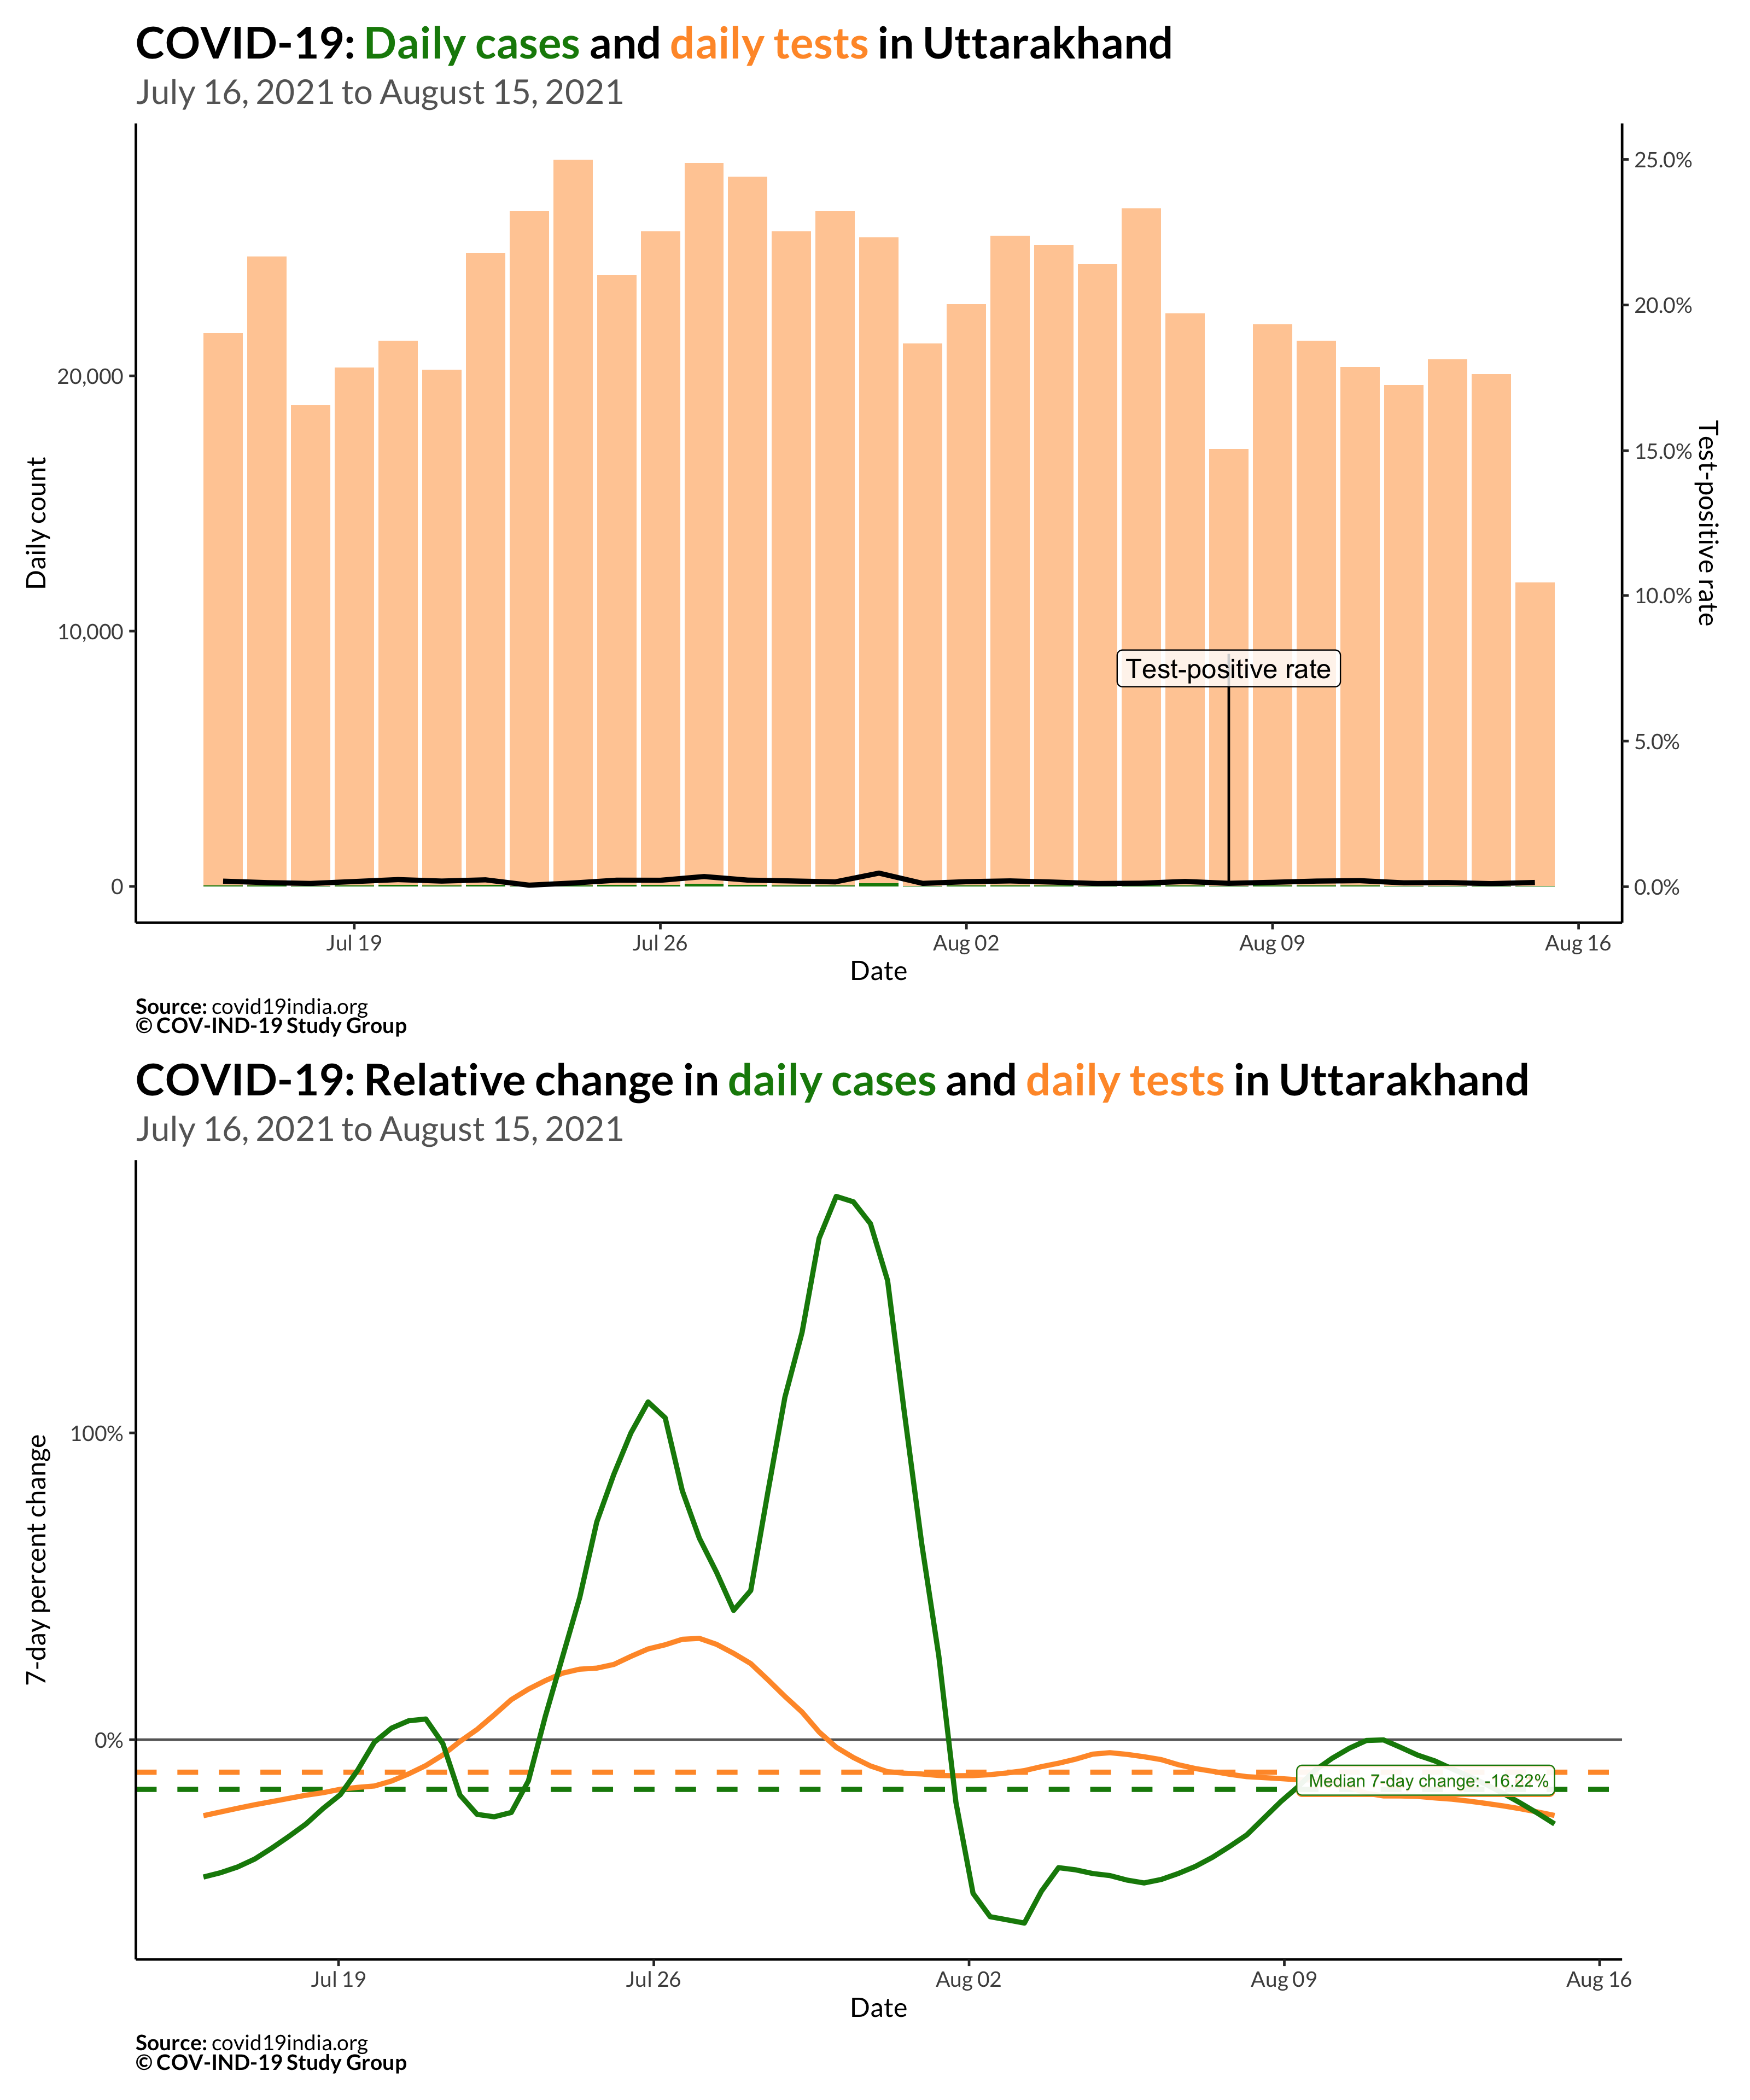 COVID-19: Daily cases and daily tests in Uttarakhand
July 16, 2021 to August 15, 2021
25.0%
20.0%
20,000
15.0%
Daily count
Test-positive rate
10.0%
10,000
Test-positive rate
5.0%
0
0.0%
Jul 19
Jul 26
Aug 02
Aug 09
Aug 16
Date
Source: covid19india.org
© COV-IND-19 Study Group
COVID-19: Relative change in daily cases and daily tests in Uttarakhand
July 16, 2021 to August 15, 2021
100%
7-day percent change
0%
Median 7-day change: -16.22%
Jul 19
Jul 26
Aug 02
Aug 09
Aug 16
Date
Source: covid19india.org
© COV-IND-19 Study Group